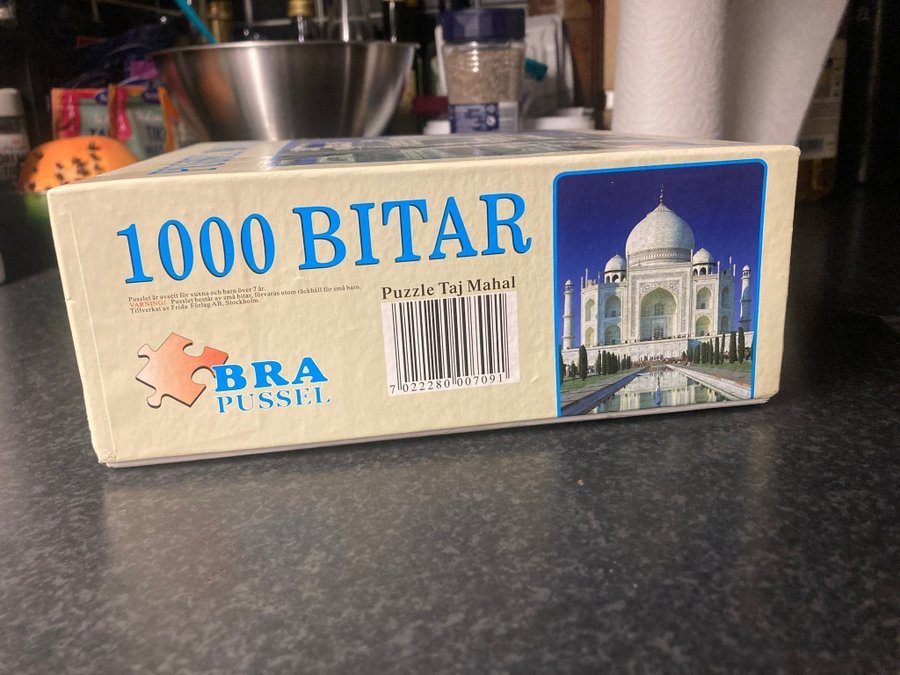 1000 BITAR
Pusslet är avsett för vuxna och barn över 7 år.
VARNING! Pusslet består av små bitar, förvaras utom räckhåll för små barn.
Tillverkat av Frida Förlag AB, Stockholm.
Puzzle Taj Mahal
7 022280 007091
BRA
PUSSEL